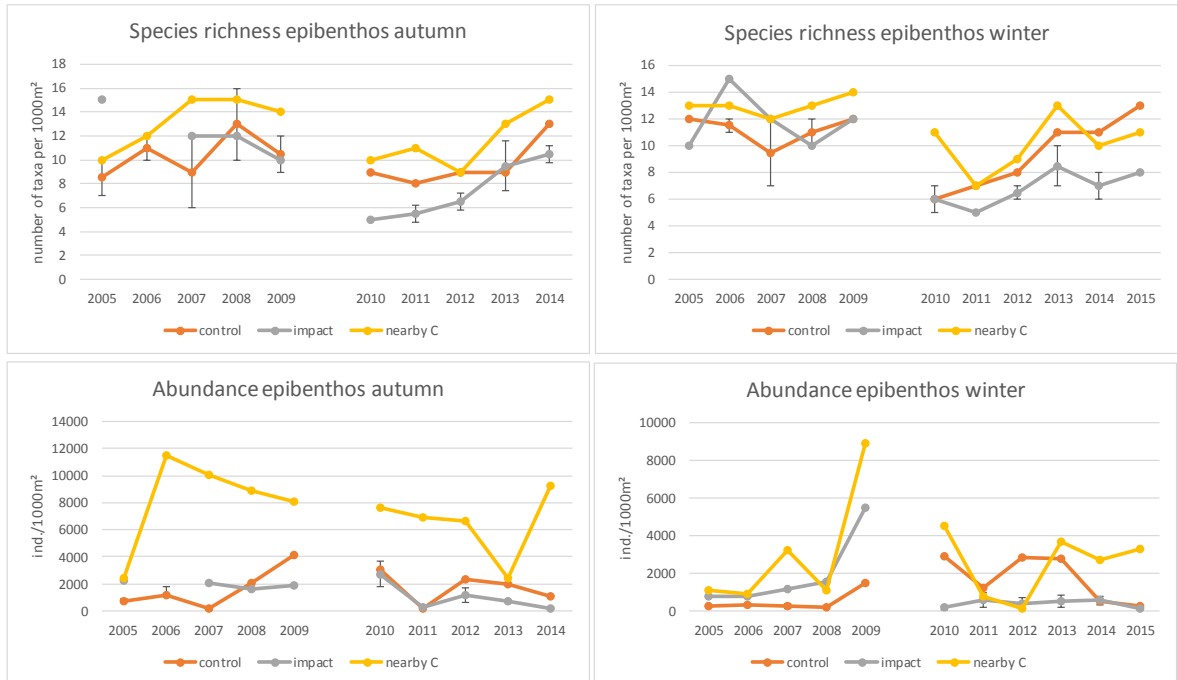 Species richness epibenthos autumn
number of taxa per 1000m²
18
16
14
12
10
8
6
4
2
0
2005 2006 2007 2008 2009 2010 2011 2012 2013 2014
control impact nearby C
Species richness epibenthos winter
number of taxa per 1000m²
16
14
12
10
8
6
4
2
0
2005 2006 2007 2008 2009 2010 2011 2012 2013 2014 2015
control impact nearby C
Abundance epibenthos autumn
ind./1000m²
14000
12000
10000
8000
6000
4000
2000
0
2005 2006 2007 2008 2009 2010 2011 2012 2013 2014
control impact nearby C
Abundance epibenthos winter
ind./1000m²
10000
8000
6000
4000
2000
0
2005 2006 2007 2008 2009 2010 2011 2012 2013 2014 2015
control impact nearby C